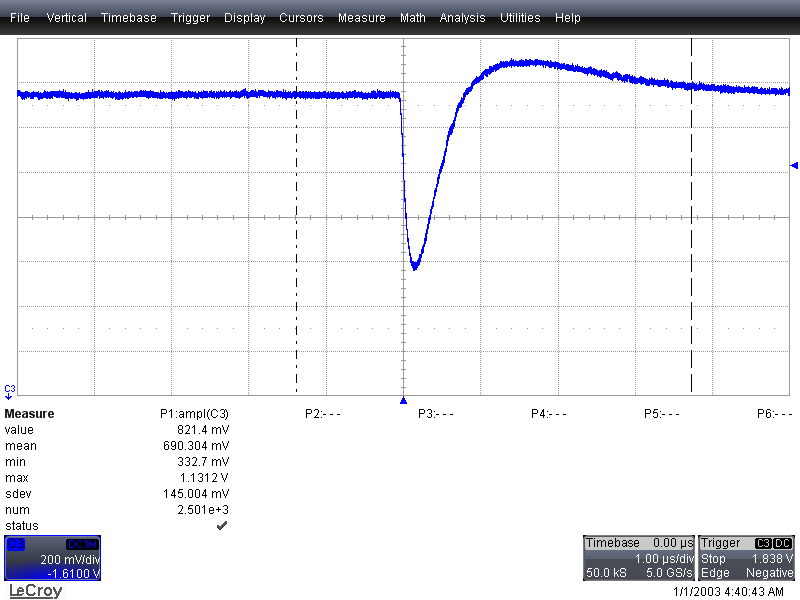 File Vertical Timebase Trigger Display Cursors Measure Math Analysis Utilities Help
C3
Measure P1:ampl(C3) P2:- - - P3:- - - P4:- - - P5:- - - P6:- - -
value 821.4 mV
mean 690.304 mV
min 332.7 mV
max 1.1312 V
sdev 145.004 mV
num 2.501e+3
status
200 mV/div
-1.6100 V
Timebase 0.00 µs
1.00 µs/div
50.0 kS 5.0 GS/s
Trigger C3 DC
Stop 1.838 V
Edge Negative
LeCroy
1/1/2003 4:40:43 AM